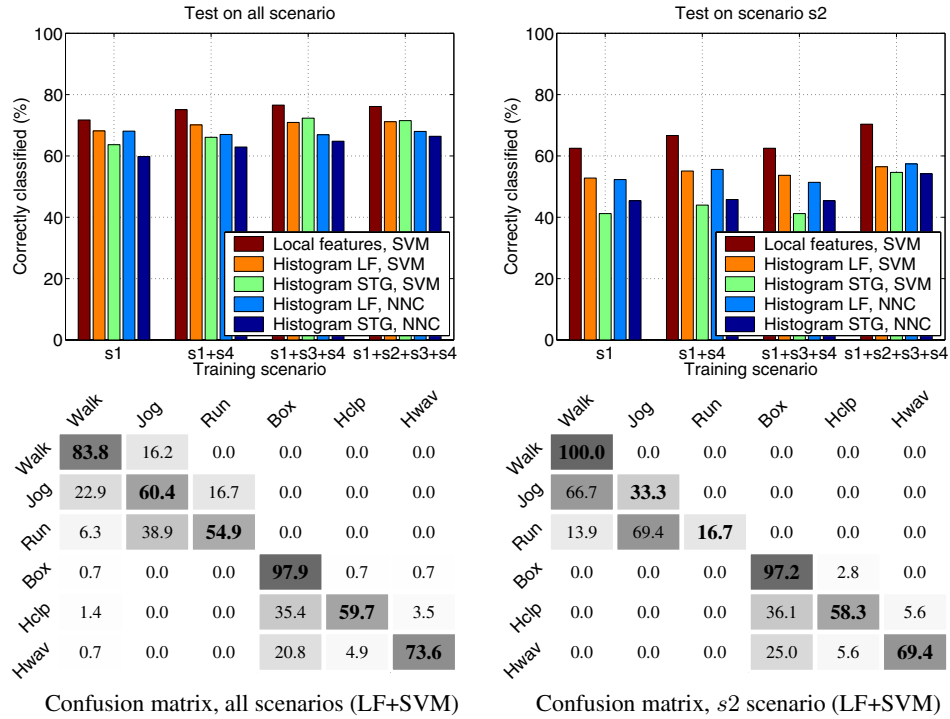 Test on all scenario
100
80
60
40
20
0
Correctly classified (%)
Local features, SVM
Histogram LF, SVM
Histogram STG, SVM
Histogram LF, NNC
Histogram STG, NNC
s1 s1+s4 s1+s3+s4 s1+s2+s3+s4
Training scenario
Test on scenario s2
100
80
60
40
20
0
Correctly classified (%)
Local features, SVM
Histogram LF, SVM
Histogram STG, SVM
Histogram LF, NNC
Histogram STG, NNC
s1 s1+s4 s1+s3+s4 s1+s2+s3+s4
Training scenario
Walk Jog Run Box Hclp Hwav
Walk 83.8 16.2 0.0 0.0 0.0 0.0
Jog 22.9 60.4 16.7 0.0 0.0 0.0
Run 6.3 38.9 54.9 0.0 0.0 0.0
Box 0.7 0.0 0.0 97.9 0.7 0.7
Hclp 1.4 0.0 0.0 35.4 59.7 3.5
Hwav 0.7 0.0 0.0 20.8 4.9 73.6
Confusion matrix, all scenarios (LF+SVM)
Walk Jog Run Box Hclp Hwav
Walk 100.0 0.0 0.0 0.0 0.0 0.0
Jog 66.7 33.3 0.0 0.0 0.0 0.0
Run 13.9 69.4 16.7 0.0 0.0 0.0
Box 0.0 0.0 0.0 97.2 2.8 0.0
Hclp 0.0 0.0 0.0 36.1 58.3 5.6
Hwav 0.0 0.0 0.0 25.0 5.6 69.4
Confusion matrix, s2 scenario (LF+SVM)